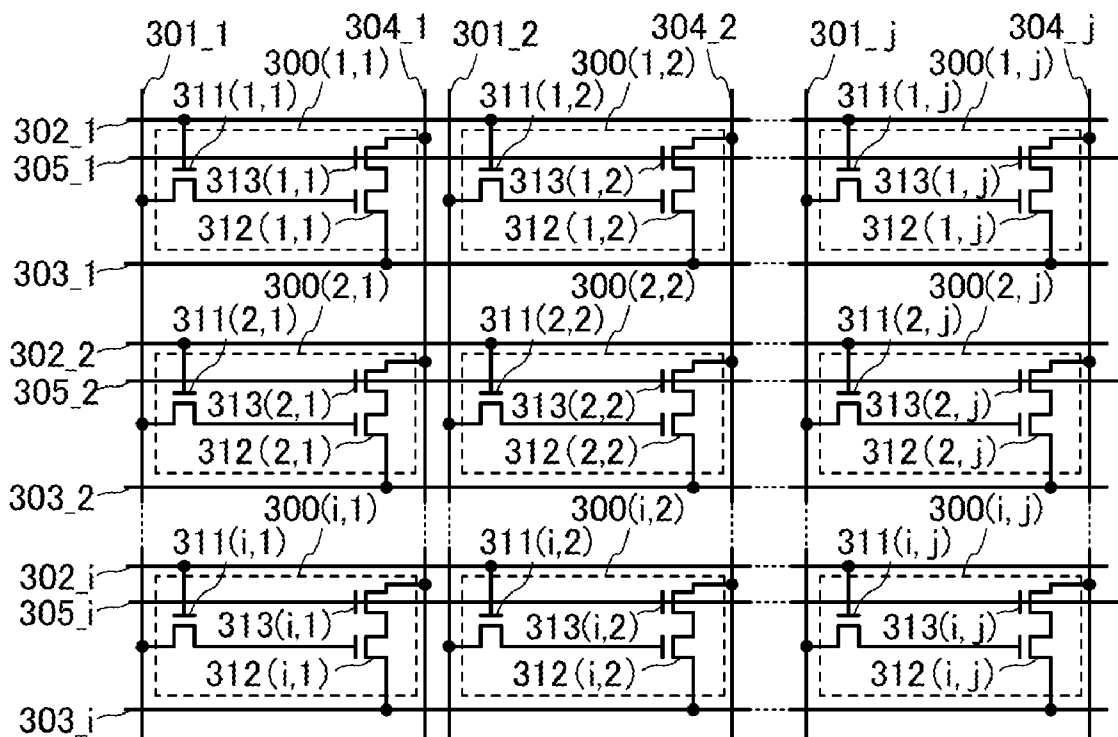 301_1 304_1 301_2 304_2 301_j 304_j
300(1,1) 300(1,2) 300(1,j)
311(1,1) 311(1,2) 311(1,j)
302_1
305_1
313(1,1) 313(1,2) 313(1,j)
312(1,1) 312(1,2) 312(1,j)
303_1
300(2,1) 300(2,2) 300(2,j)
311(2,1) 311(2,2) 311(2,j)
302_2
305_2
313(2,1) 313(2,2) 313(2,j)
312(2,1) 312(2,2) 312(2,j)
303_2
300(i,1) 300(i,2) 300(i,j)
311(i,1) 311(i,2) 311(i,j)
302_i
305_i
313(i,1) 313(i,2) 313(i,j)
312(i,1) 312(i,2) 312(i,j)
303_i